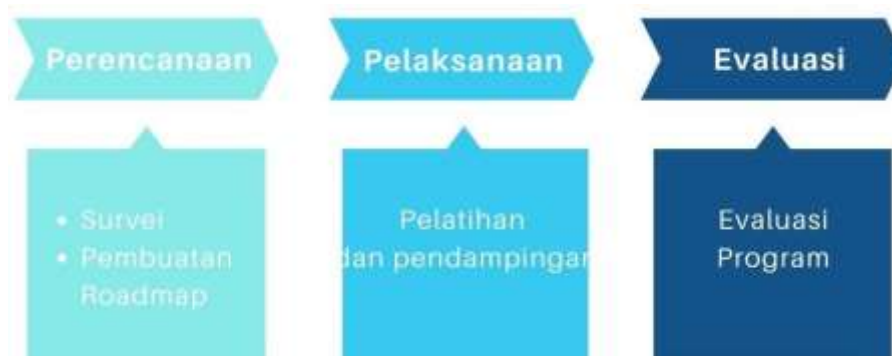 Perencanaan
Pelaksanaan
Evaluasi
• Survei
• Pembuatan
Roadmap
Pelatihan
dan pendampingan
Evaluasi
Program